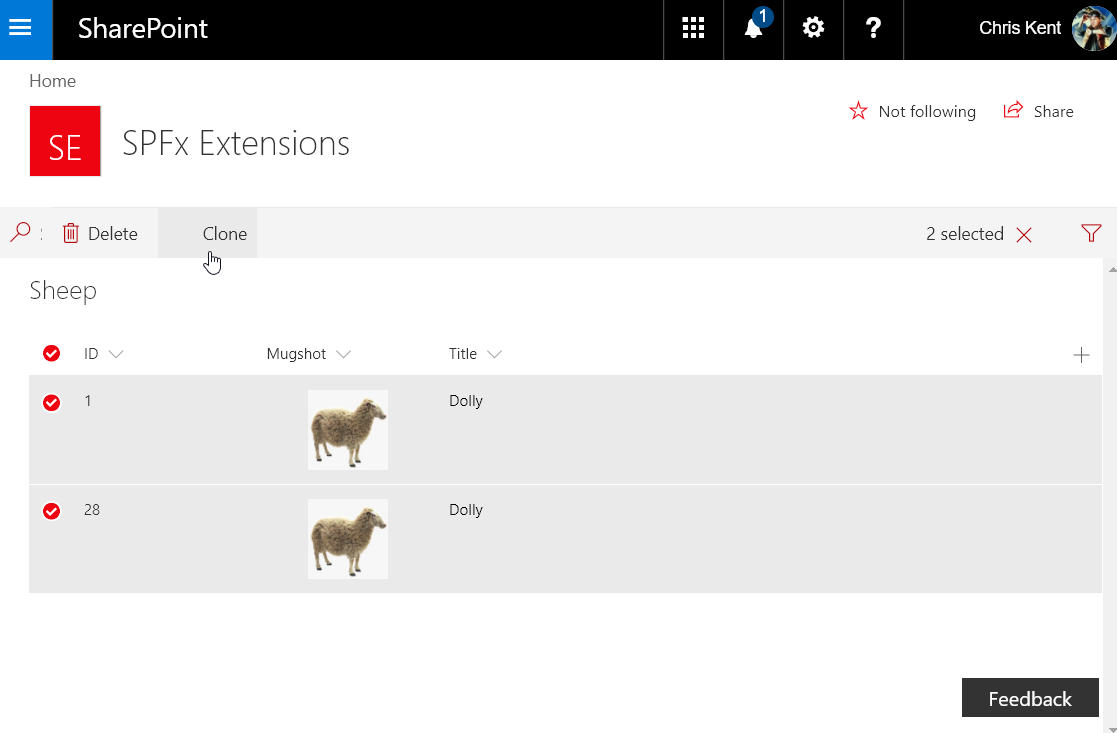 SharePoint
1
?
Chris Kent
Home
Not following
Share
SE
SPFx Extensions
Delete
Clone
2 selected
Sheep
ID
Mugshot
Title
1
Dolly
28
Dolly
Feedback